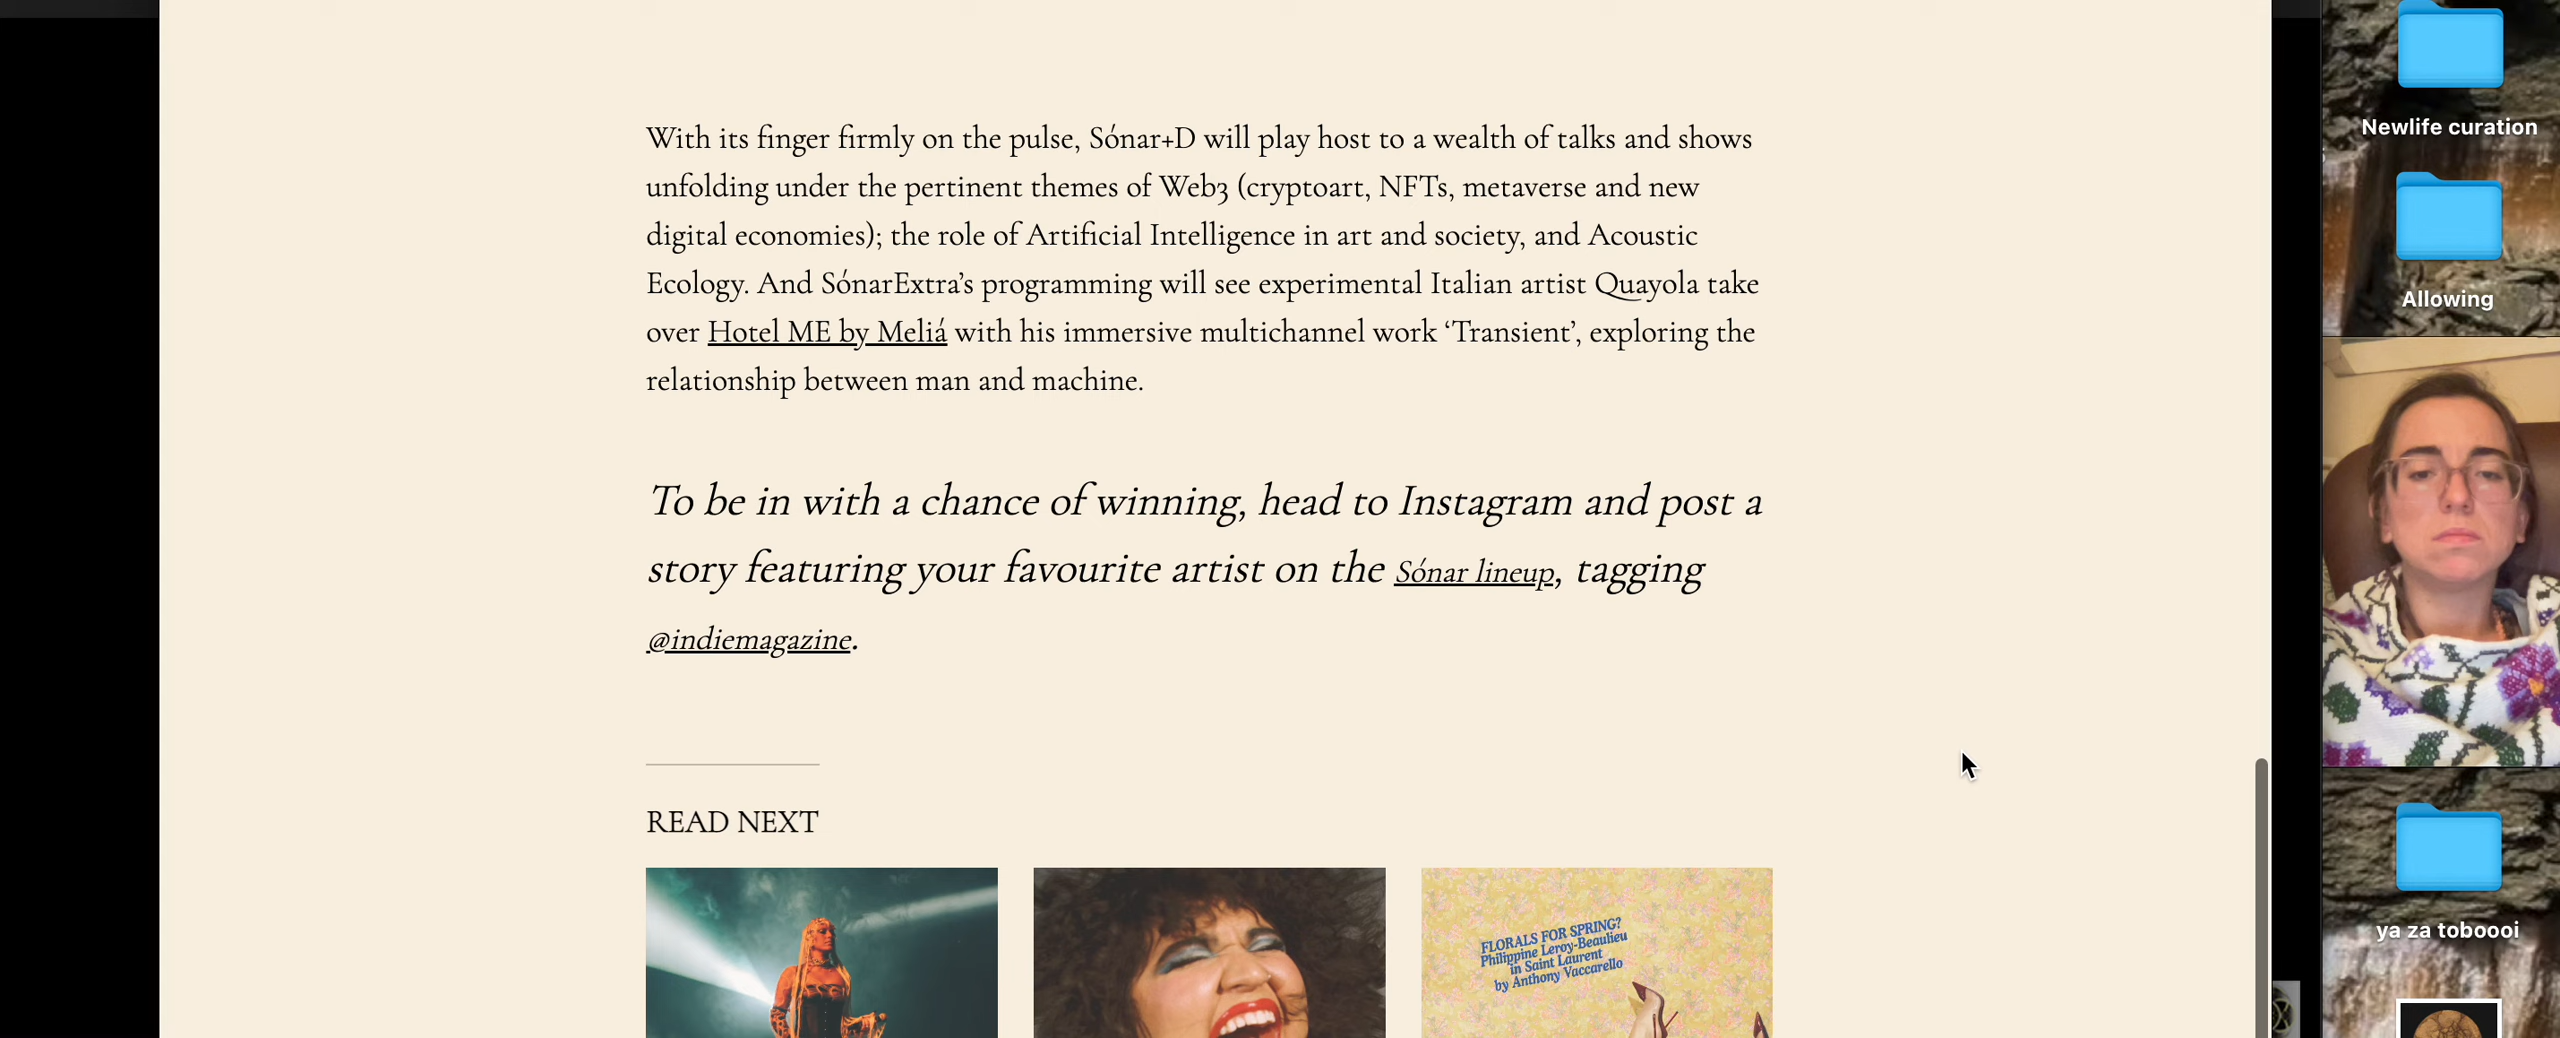 With its finger firmly on the pulse, Sónar+D will play host to a wealth of talks and shows
unfolding under the pertinent themes of Web3 (cryptoart, NFTs, metaverse and new
digital economies); the role of Artificial Intelligence in art and society, and Acoustic
Ecology. And SónarExtra’s programming will see experimental Italian artist Quayola take
over Hotel ME by Meliá with his immersive multichannel work ‘Transient’, exploring the
relationship between man and machine.
To be in with a chance of winning, head to Instagram and post a
story featuring your favourite artist on the Sónar lineup, tagging
@indiemagazine.
READ NEXT
FLORALS FOR SPRING?
Philippine Leroy-Beaulieu
in Saint Laurent
by Anthony Vaccarello
Newlife curation
Allowing
ya za toboooi